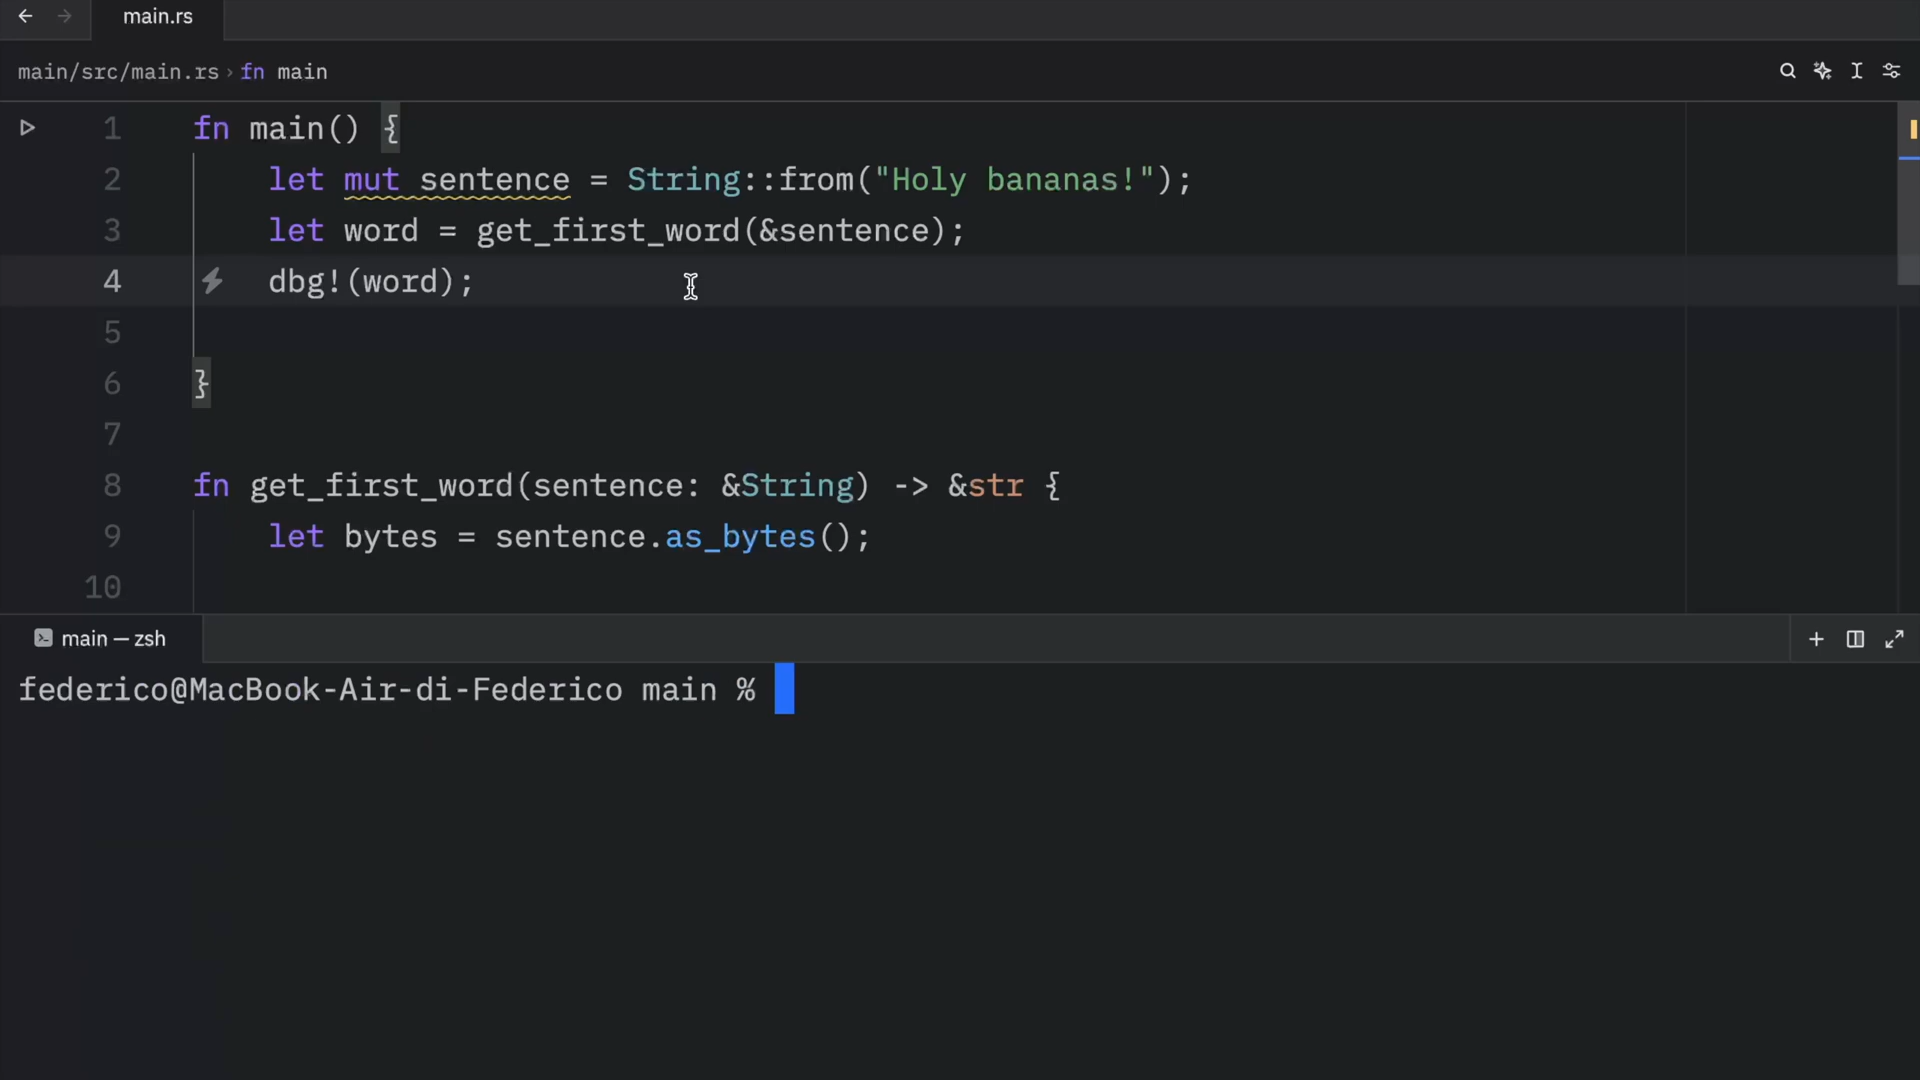 main.rs
main/src/main.rs › fn main
1 fn main() {
2 let mut sentence = String::from("Holy bananas!");
3 let word = get_first_word(&sentence);
4 dbg!(word);
5
6 }
7
8 fn get_first_word(sentence: &String) -> &str {
9 let bytes = sentence.as_bytes();
10
main — zsh
federico@MacBook-Air-di-Federico main %